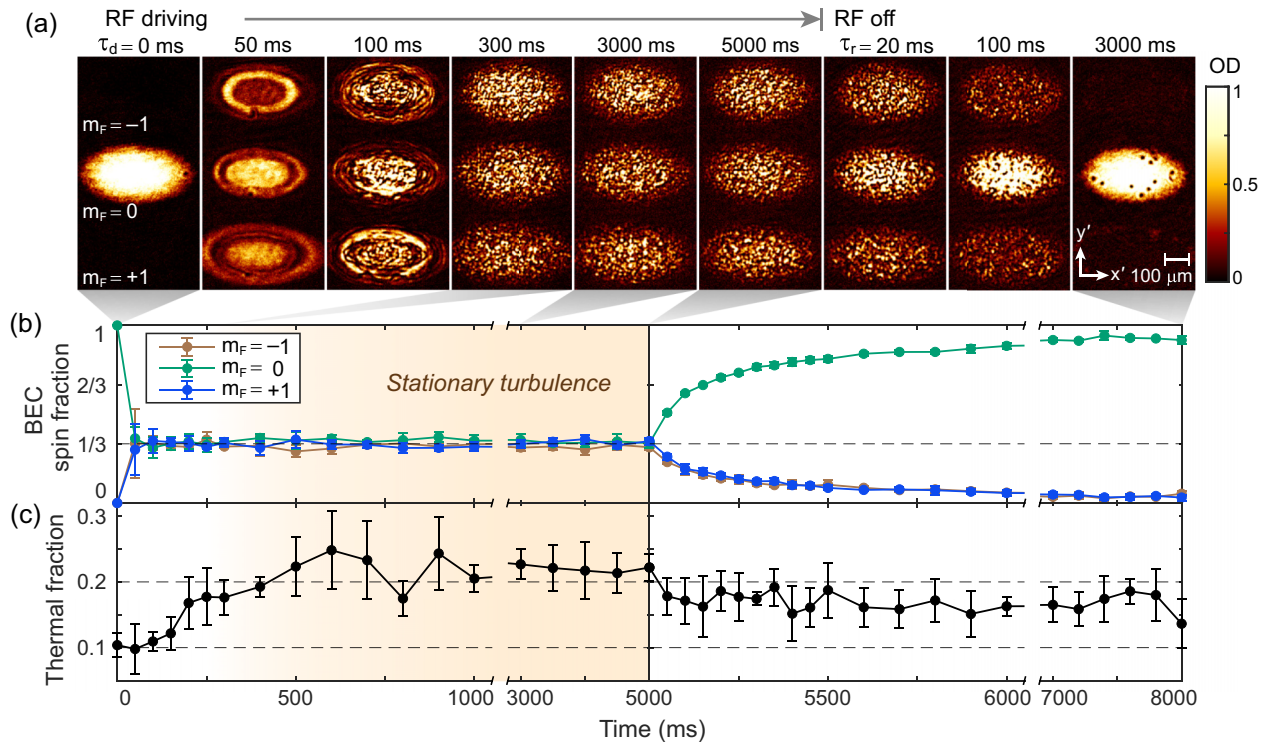 (a)
RF driving
RF off
τd = 0 ms
50 ms
100 ms
300 ms
3000 ms
5000 ms
τr = 20 ms
100 ms
3000 ms
OD
mF = −1
mF = 0
mF = +1
y′
x′
100 μm
1
0.5
0
(b)
mF = −1
mF = 0
mF = +1
Stationary turbulence
BEC
spin fraction
1
2/3
1/3
0
(c)
Thermal fraction
0.3
0.2
0.1
0
500
1000
3000
5000
5500
6000
7000
8000
Time (ms)